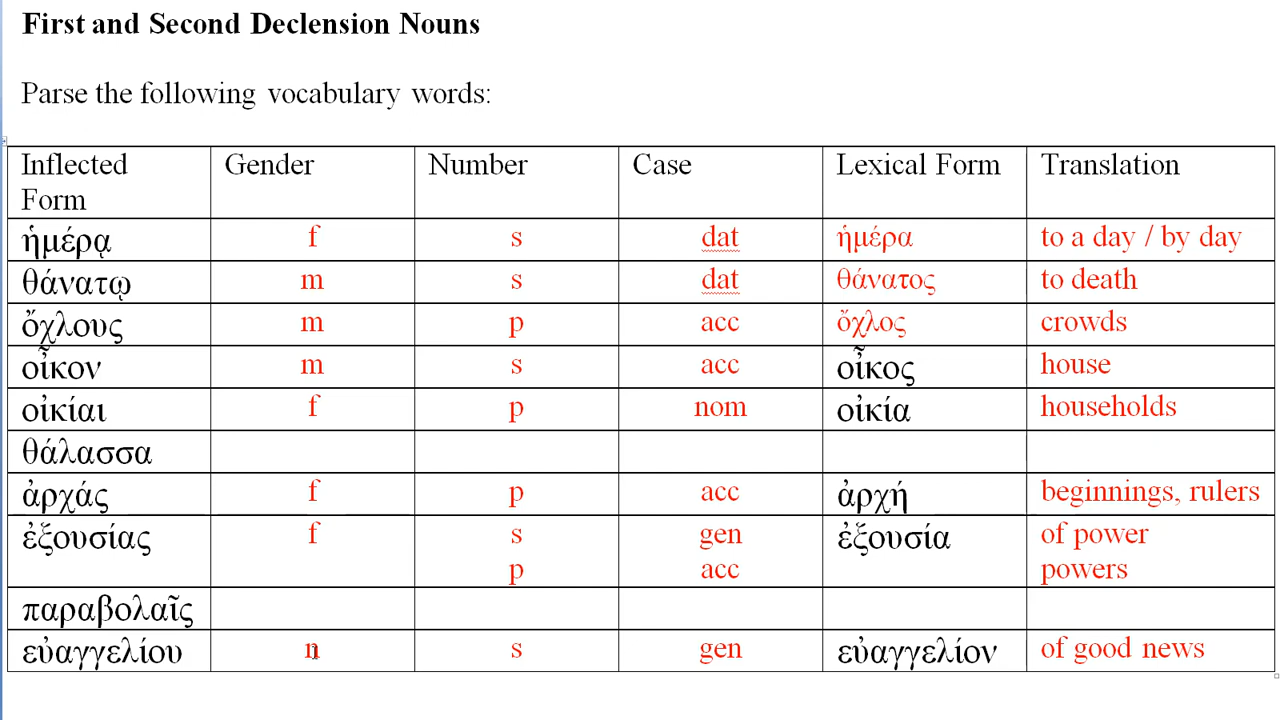 First and Second Declension Nouns
Parse the following vocabulary words:
Inflected Form Gender Number Case Lexical Form Translation
ἡμέρᾳ f s dat ἡμέρα to a day / by day
θάνατῳ m s dat θάνατος to death
ὄχλους m p acc ὄχλος crowds
οἶκον m s acc οἶκος house
οἰκίαι f p nom οἰκία households
θάλασσα
ἀρχάς f p acc ἀρχή beginnings, rulers
ἐξουσίας f s gen ἐξουσία of power
p acc powers
παραβολαῖς
εὐαγγελίου n s gen εὐαγγελίον of good news